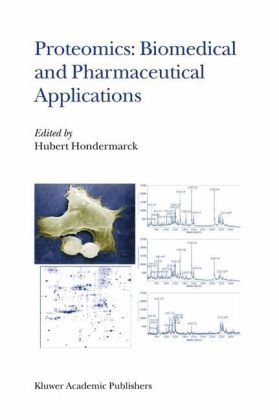 Proteomics: Biomedical
and Pharmaceutical
Applications
Edited by
Hubert Hondermarck
Kluwer Academic Publishers